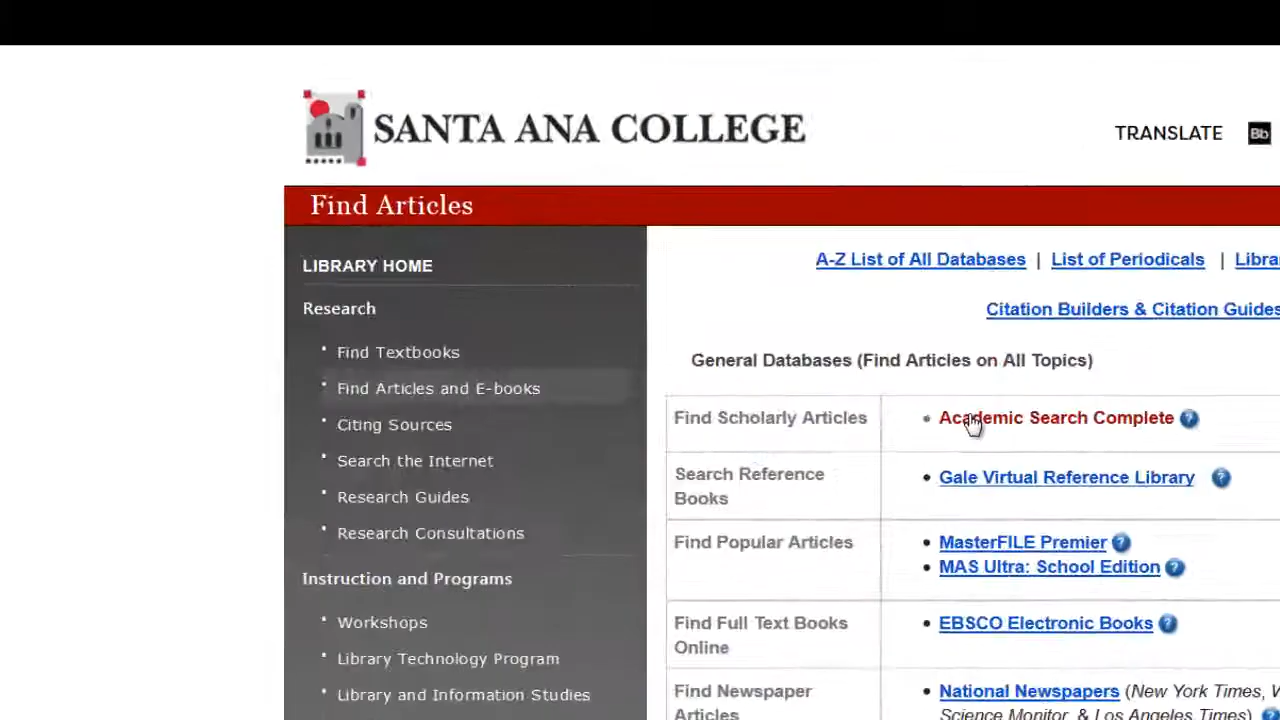 SANTA ANA COLLEGE
TRANSLATE Bb
Find Articles
LIBRARY HOME
Research
Find Textbooks
Find Articles and E-books
Citing Sources
Search the Internet
Research Guides
Research Consultations
Instruction and Programs
Workshops
Library Technology Program
Library and Information Studies
A-Z List of All Databases | List of Periodicals |
Citation Builders & Citation Guides
General Databases (Find Articles on All Topics)
Find Scholarly Articles
• Academic Search Complete ?
Search Reference
Books
• Gale Virtual Reference Library ?
Find Popular Articles
• MasterFILE Premier ?
• MAS Ultra: School Edition ?
Find Full Text Books
Online
• EBSCO Electronic Books ?
Find Newspaper
Articles
• National Newspapers (New York Times,
Science Monitor, & Los Angeles Times) ?